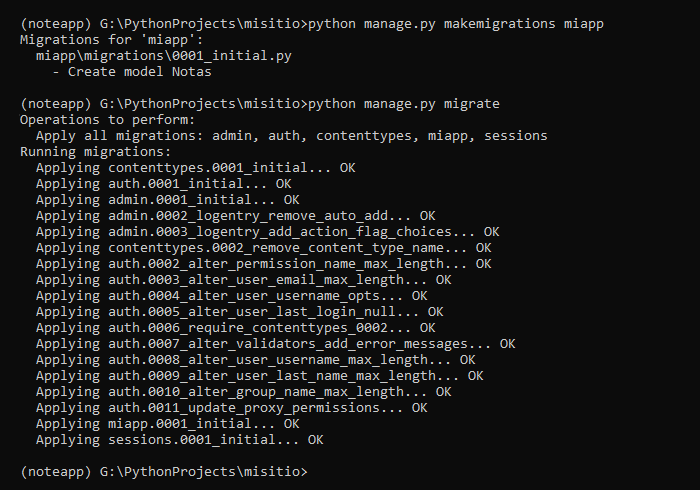 (noteapp) G:\PythonProjects\misitio>python manage.py makemigrations miapp
Migrations for 'miapp':
  miapp\migrations\0001_initial.py
    - Create model Notas
(noteapp) G:\PythonProjects\misitio>python manage.py migrate
Operations to perform:
  Apply all migrations: admin, auth, contenttypes, miapp, sessions
Running migrations:
  Applying contenttypes.0001_initial... OK
  Applying auth.0001_initial... OK
  Applying admin.0001_initial... OK
  Applying admin.0002_logentry_remove_auto_add... OK
  Applying admin.0003_logentry_add_action_flag_choices... OK
  Applying contenttypes.0002_remove_content_type_name... OK
  Applying auth.0002_alter_permission_name_max_length... OK
  Applying auth.0003_alter_user_email_max_length... OK
  Applying auth.0004_alter_user_username_opts... OK
  Applying auth.0005_alter_user_last_login_null... OK
  Applying auth.0006_require_contenttypes_0002... OK
  Applying auth.0007_alter_validators_add_error_messages... OK
  Applying auth.0008_alter_user_username_max_length... OK
  Applying auth.0009_alter_user_last_name_max_length... OK
  Applying auth.0010_alter_group_name_max_length... OK
  Applying auth.0011_update_proxy_permissions... OK
  Applying miapp.0001_initial... OK
  Applying sessions.0001_initial... OK
(noteapp) G:\PythonProjects\misitio>